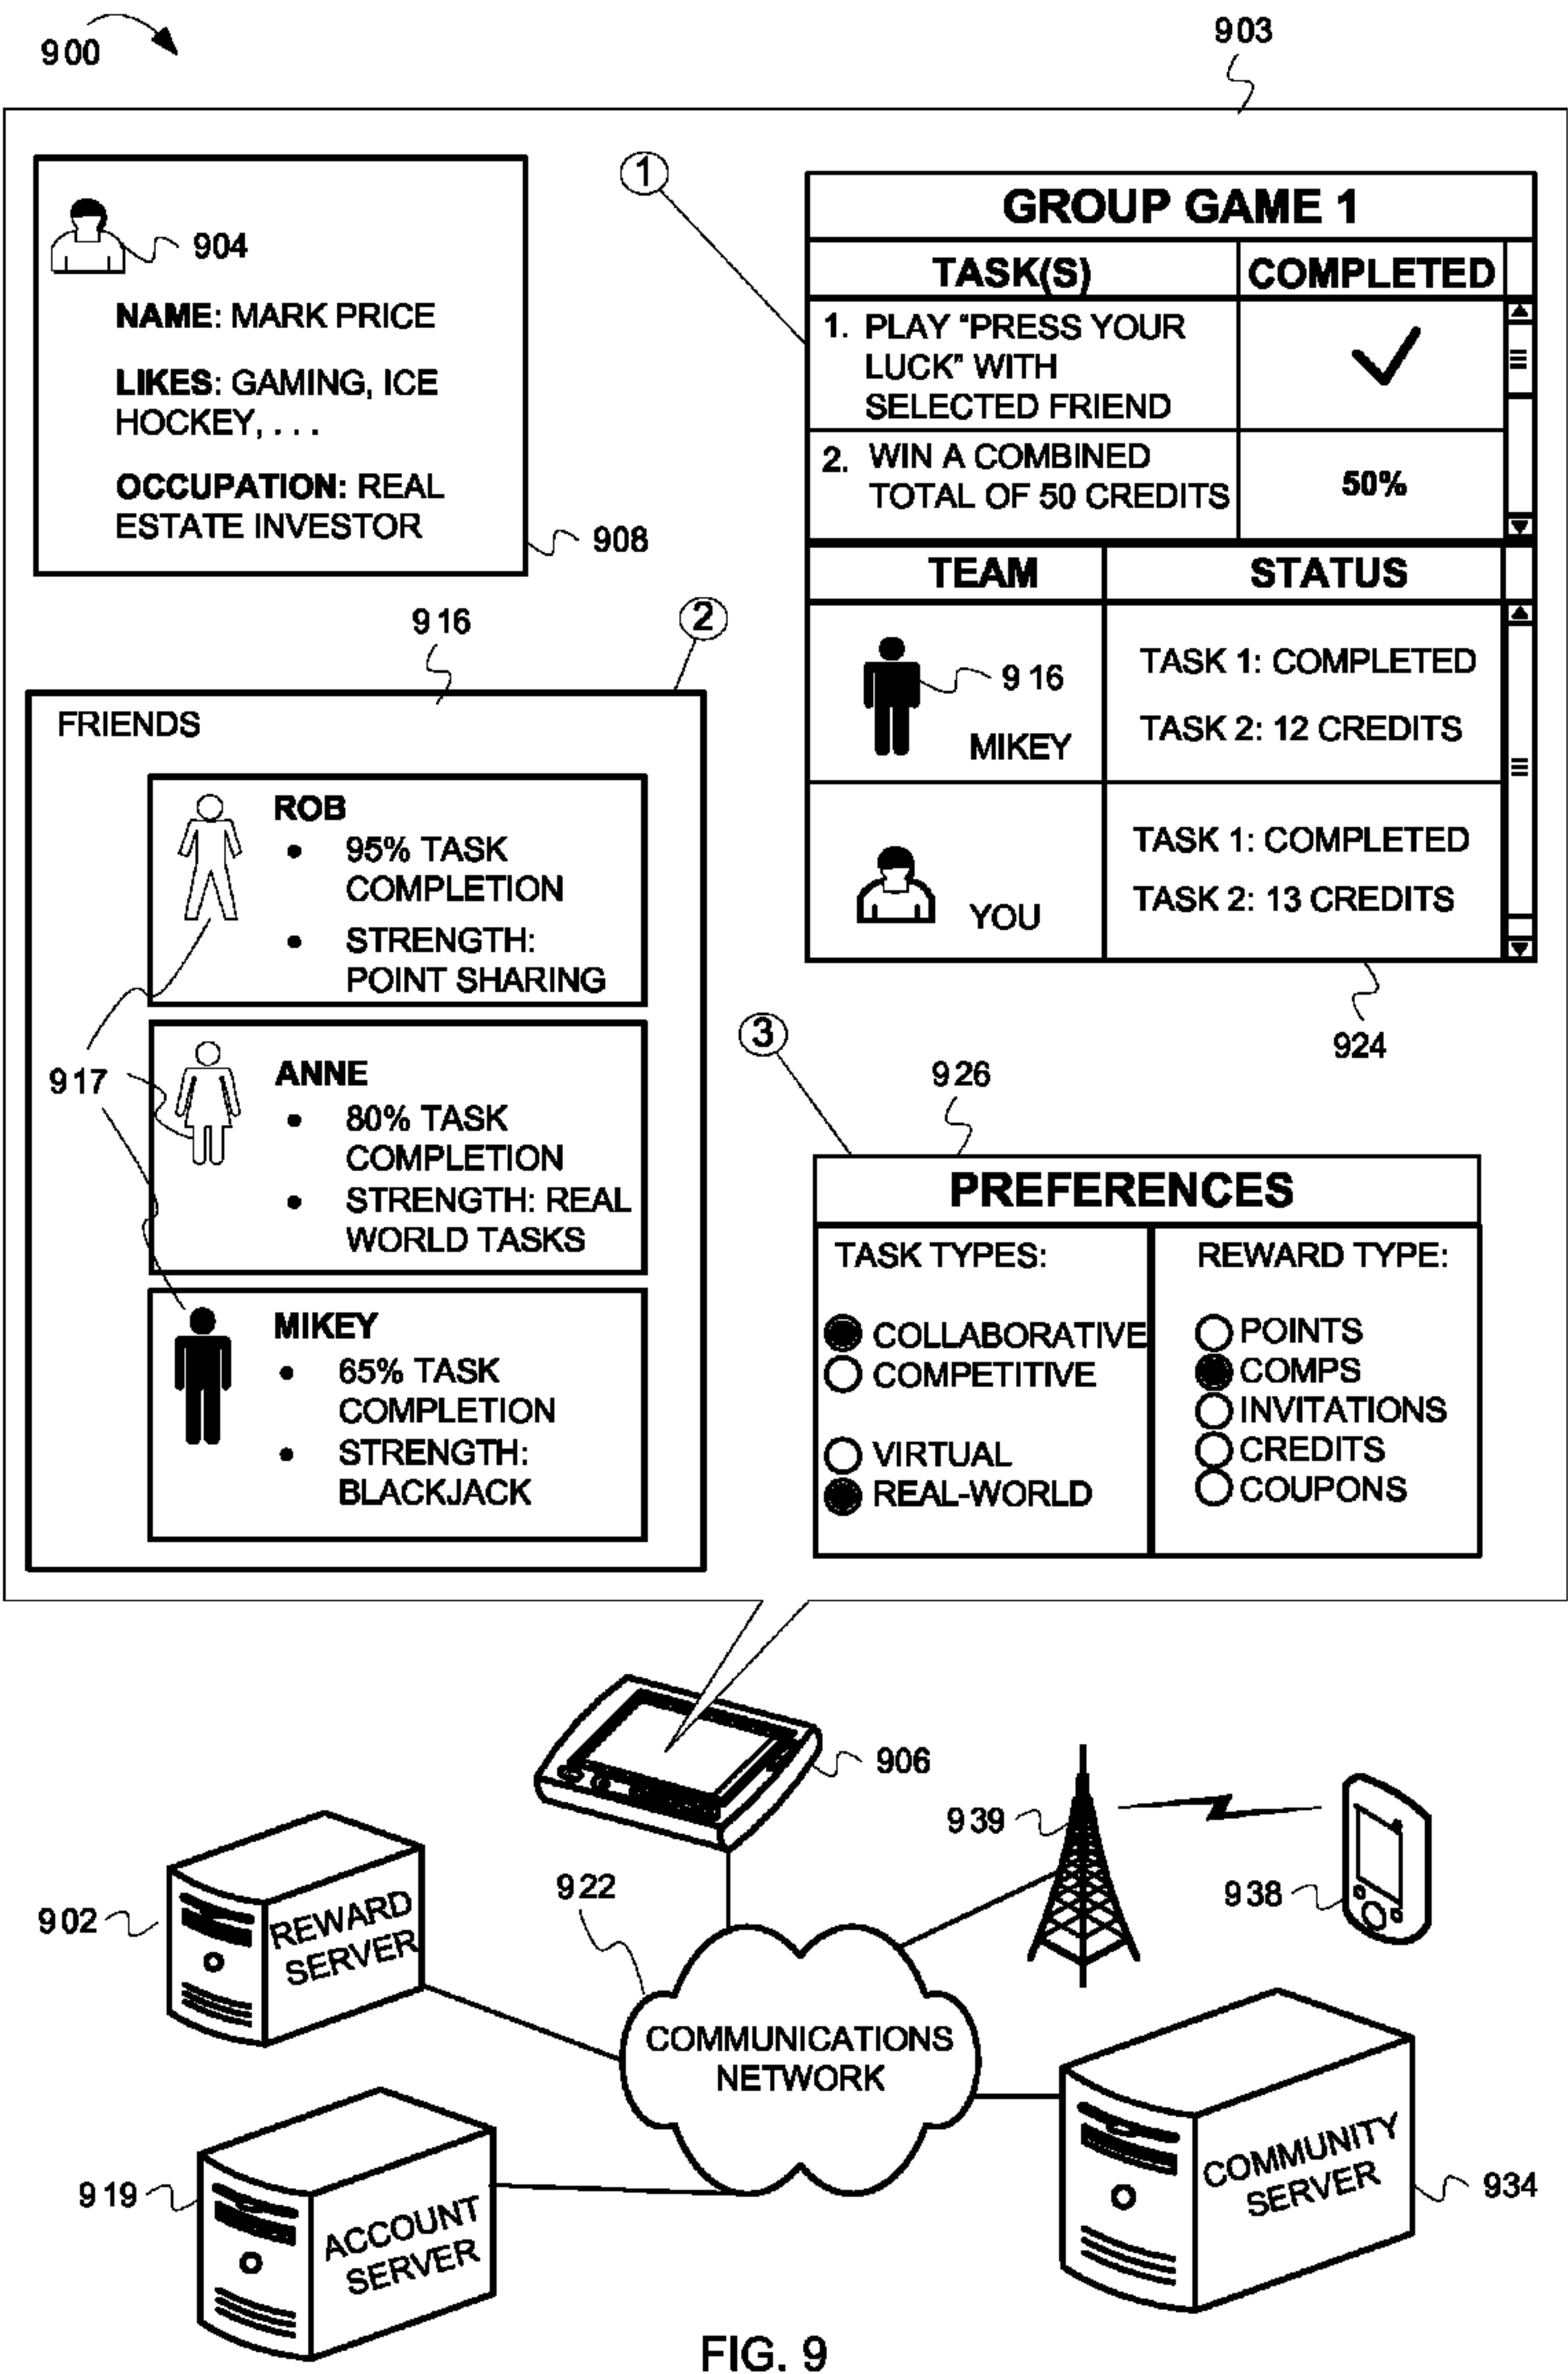 900
903
904
NAME: MARK PRICE
LIKES: GAMING, ICE
HOCKEY, . . .
OCCUPATION: REAL
ESTATE INVESTOR
908
1
GROUP GAME 1
TASK(S) COMPLETED
1. PLAY "PRESS YOUR
LUCK" WITH
SELECTED FRIEND
2. WIN A COMBINED
TOTAL OF 50 CREDITS
50%
TEAM STATUS
916
MIKEY
TASK 1: COMPLETED
TASK 2: 12 CREDITS
YOU
TASK 1: COMPLETED
TASK 2: 13 CREDITS
924
916
2
FRIENDS
ROB
• 95% TASK
COMPLETION
• STRENGTH:
POINT SHARING
917
ANNE
• 80% TASK
COMPLETION
• STRENGTH: REAL
WORLD TASKS
MIKEY
• 65% TASK
COMPLETION
• STRENGTH:
BLACKJACK
3
926
PREFERENCES
TASK TYPES:
COLLABORATIVE
COMPETITIVE
VIRTUAL
REAL-WORLD
REWARD TYPE:
POINTS
COMPS
INVITATIONS
CREDITS
COUPONS
906
939
938
922
902
REWARD
SERVER
COMMUNICATIONS
NETWORK
919
ACCOUNT
SERVER
COMMUNITY
SERVER
934
FIG. 9